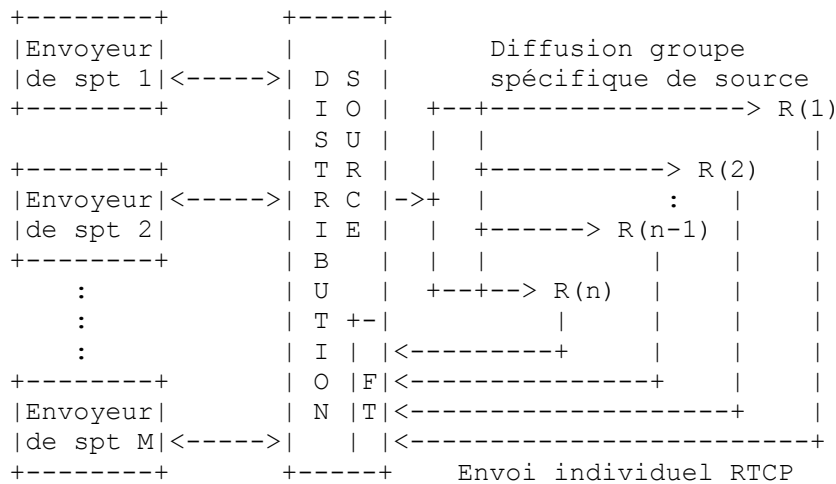 +--------+       +-----+
|Envoyeur|       |     |      Diffusion groupe
|de spt 1|<----->| D S |      spécifique de source
+--------+       | I O |  +--+-----------------> R(1)
                 | S U |  |  |                    |
+--------+       | T R |  |  +------------> R(2)  |
|Envoyeur|<----->| R C |->+  |           :   |    |
|de spt 2|       | I E |  |  +------> R(n-1) |    |
+--------+       | B   |  |  |          |    |    |
    :            | U   |  +--+--> R(n)  |    |    |
    :            | T +-|          |     |    |    |
    :            | I | |<---------+     |    |    |
+--------+       | O |F|<---------------+    |    |
|Envoyeur|       | N |T|<--------------------+    |
|de spt M|<----->|   | |<-------------------------+
+--------+       +-----+    Envoi individuel RTCP